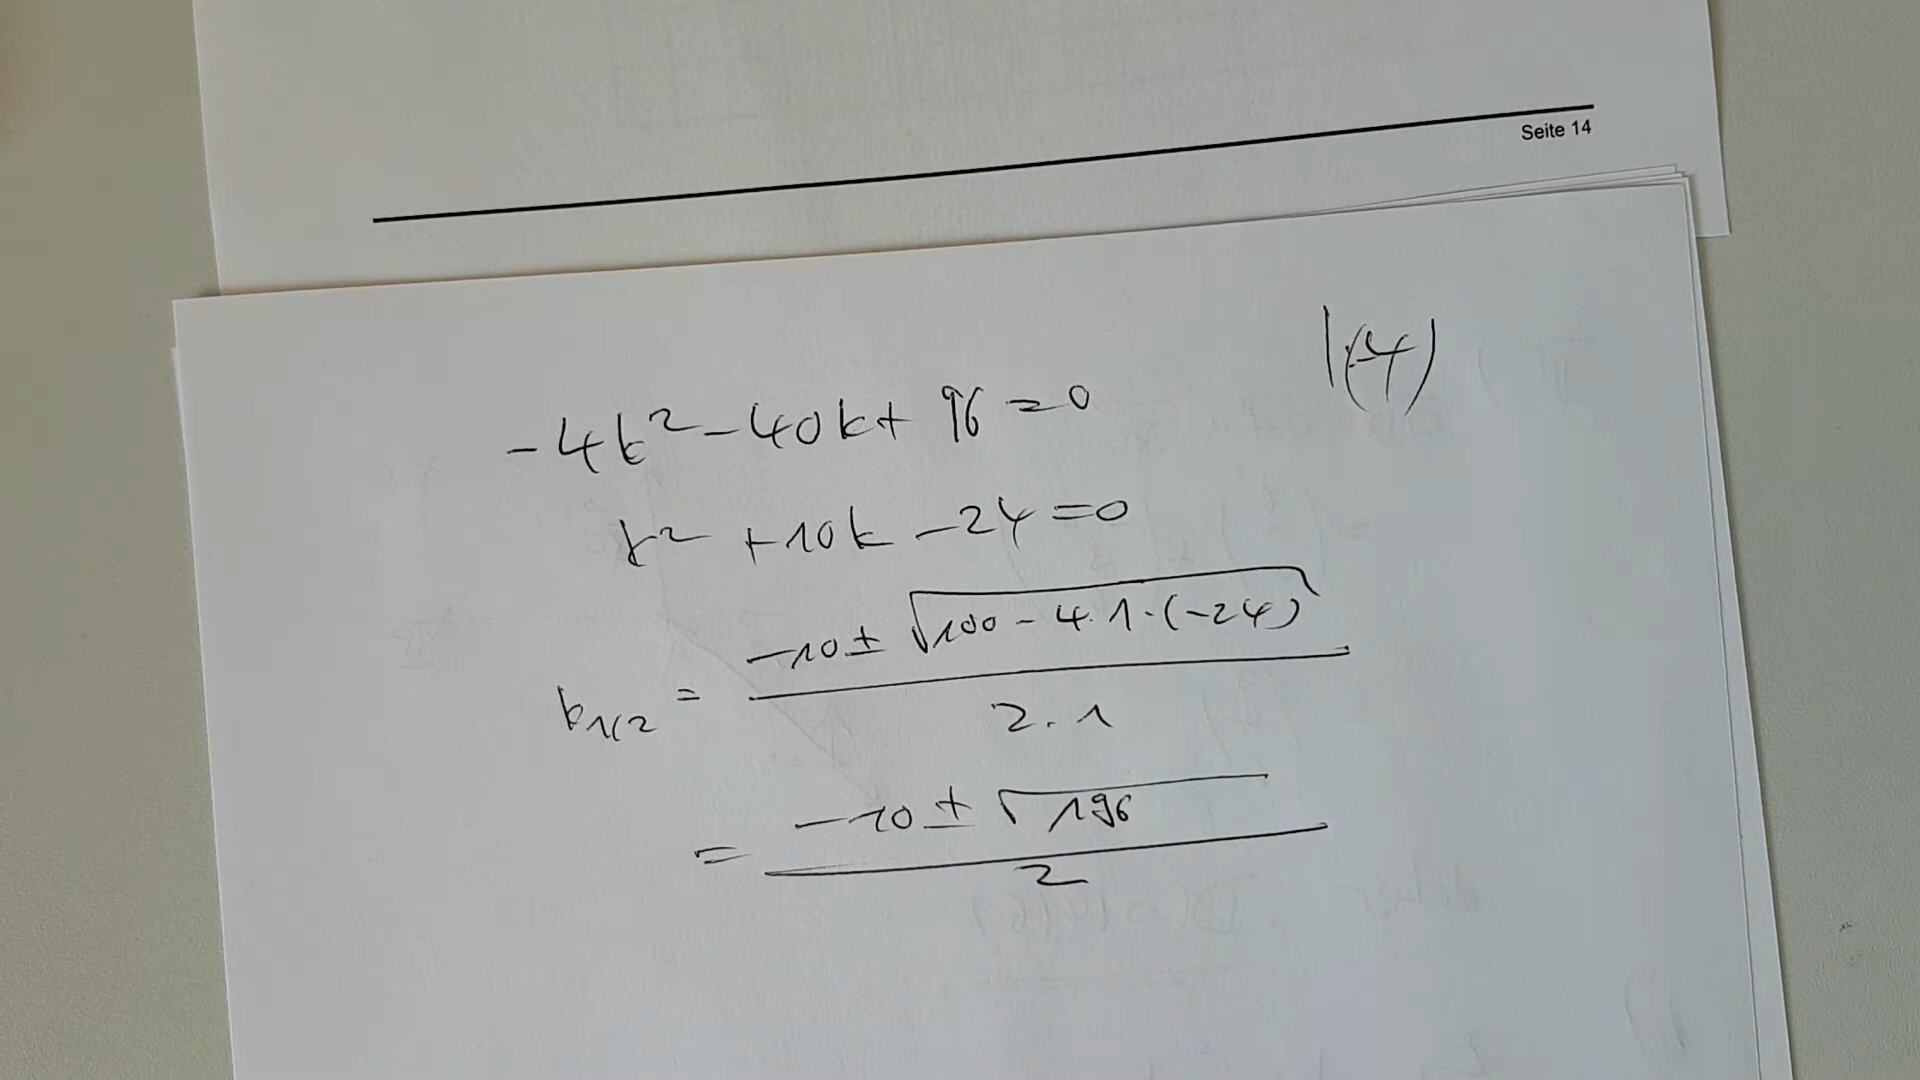 Seite 14
-4k² - 40k + 96 = 0 |:(-4)
k² + 10k - 24 = 0
k₁/₂ = (-10 ± √(100 - 4·1·(-24))) / (2·1)
= (-10 ± √196) / 2